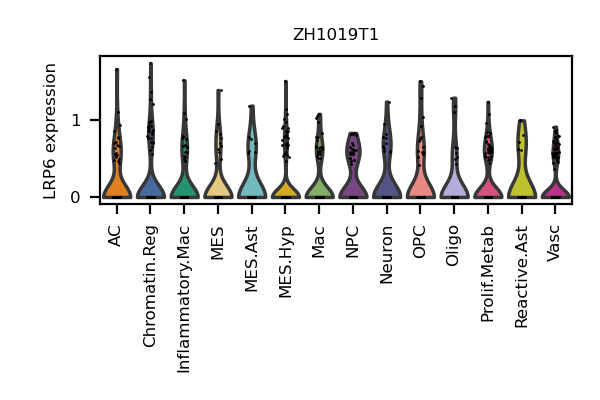 ZH1019T1
LRP6 expression
1
0
AC
Chromatin.Reg
Inflammatory.Mac
MES
MES.Ast
MES.Hyp
Mac
NPC
Neuron
OPC
Oligo
Prolif.Metab
Reactive.Ast
Vasc